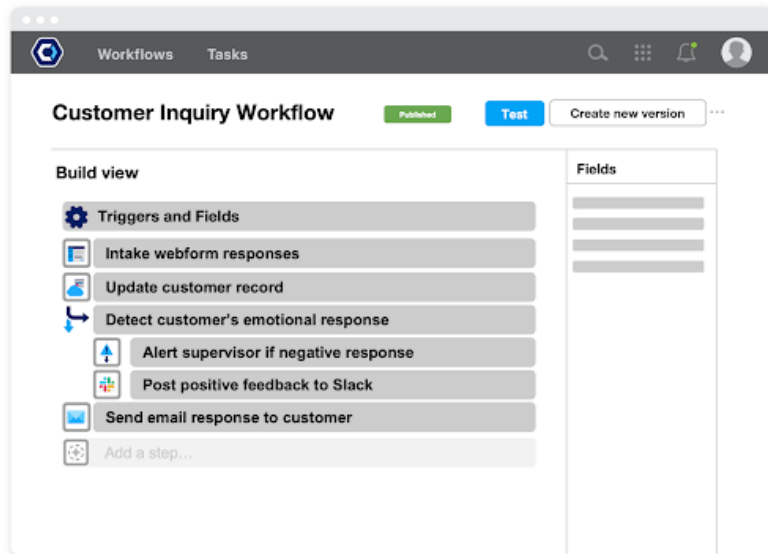 Workflows Tasks
Customer Inquiry Workflow Published Test Create new version
Build view
Fields
Triggers and Fields
Intake webform responses
Update customer record
Detect customer's emotional response
Alert supervisor if negative response
Post positive feedback to Slack
Send email response to customer
Add a step...